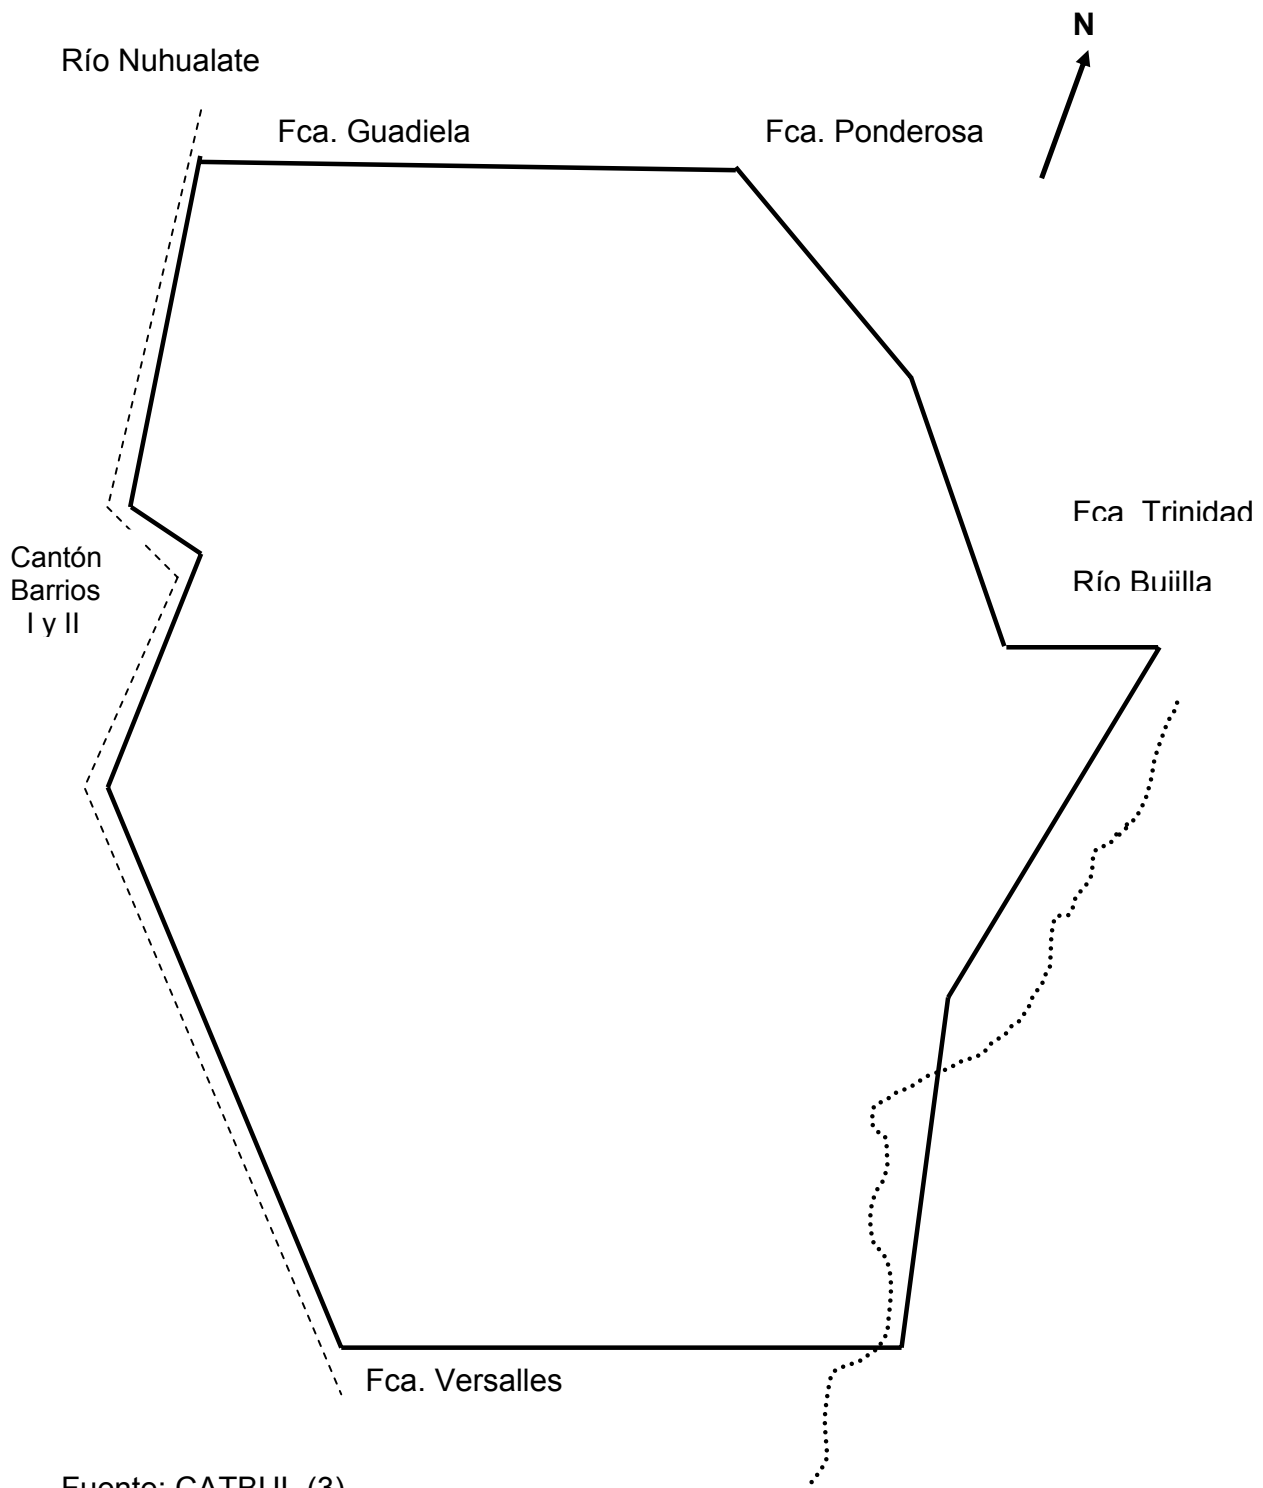 N
Río Nuhualate
Fca. Guadiela
Fca. Ponderosa
Fca Trinidad
Cantón
Barrios
I y II
Río Bujilla
Fca. Versalles
Fuente: CATBUL (3)